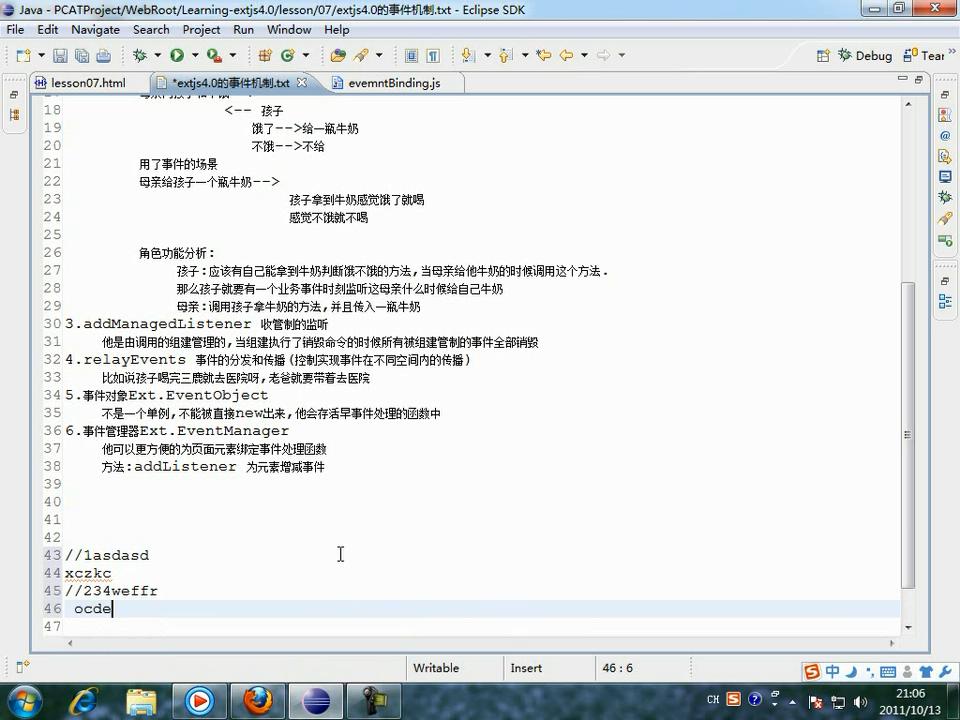 Java - PCATProject/WebRoot/Learning-extjs4.0/lesson/07/extjs4.0的事件机制.txt - Eclipse SDK
File Edit Navigate Search Project Run Window Help
Debug Tear
lesson07.html *extjs4.0的事件机制.txt evemntBinding.js
18 <-- 孩子
19 饿了-->给一瓶牛奶
20 不饿-->不给
21 用了事件的场景
22 母亲给孩子一个瓶牛奶-->
23 孩子拿到牛奶感觉饿了就喝
24 感觉不饿就不喝
25
26 角色功能分析:
27 孩子:应该有自己能拿到牛奶判断饿不饿的方法,当母亲给他牛奶的时候调用这个方法.
28 那么孩子就要有一个业务事件时刻监听这母亲什么时候给自己牛奶
29 母亲:调用孩子拿牛奶的方法,并且传入一瓶牛奶
30 3.addManagedListener 收管制的监听
31 他是由调用的组建管理的,当组建执行了销毁命令的时候所有被组建管制的事件全部销毁
32 4.relayEvents 事件的分发和传播(控制实现事件在不同空间内的传播)
33 比如说孩子喝完三鹿就去医院呀,老爸就要带着去医院
34 5.事件对象Ext.EventObject
35 不是一个单例,不能被直接new出来,他会存活早事件处理的函数中
36 6.事件管理器Ext.EventManager
37 他可以更方便的为页面元素绑定事件处理函数
38 方法:addListener 为元素增减事件
39
40
41
42
43 //1asdasd
44 xczkc
45 //234weffr
46 ocde
47
Writable Insert 46 : 6
中
CH
21:06
2011/10/13